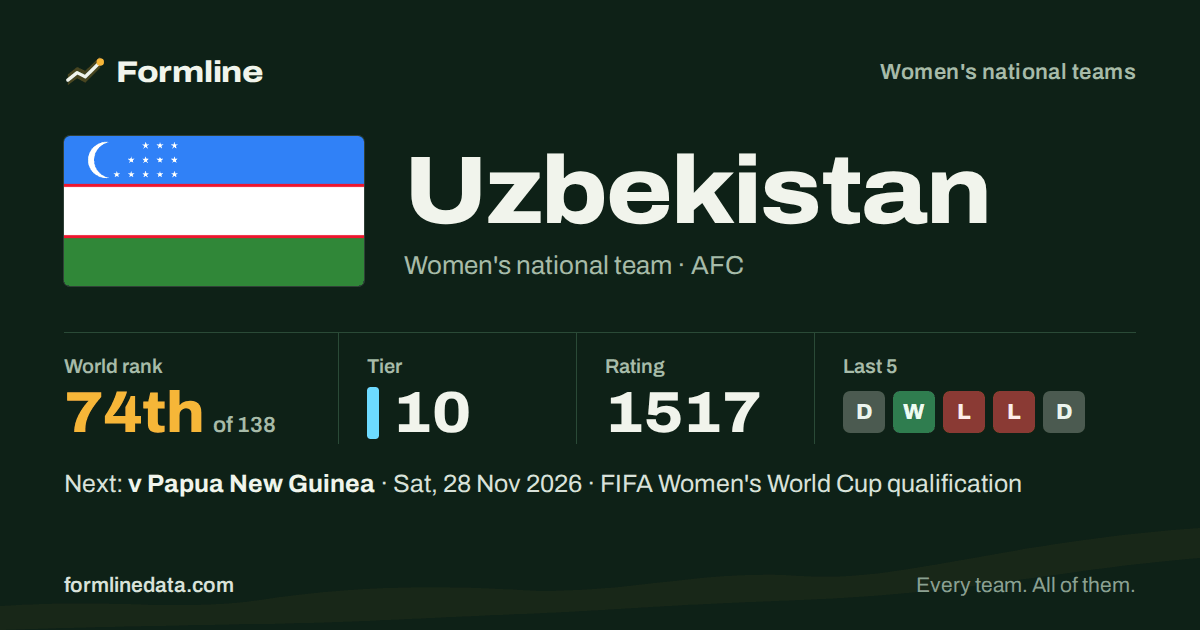 Formline
Women's national teams
Uzbekistan
Women's national team · AFC
World rank
74th of 138
Tier
10
Rating
1517
Last 5
D W L L D
Next: v Papua New Guinea · Sat, 28 Nov 2026 · FIFA Women's World Cup qualification
formlinedata.com
Every team. All of them.